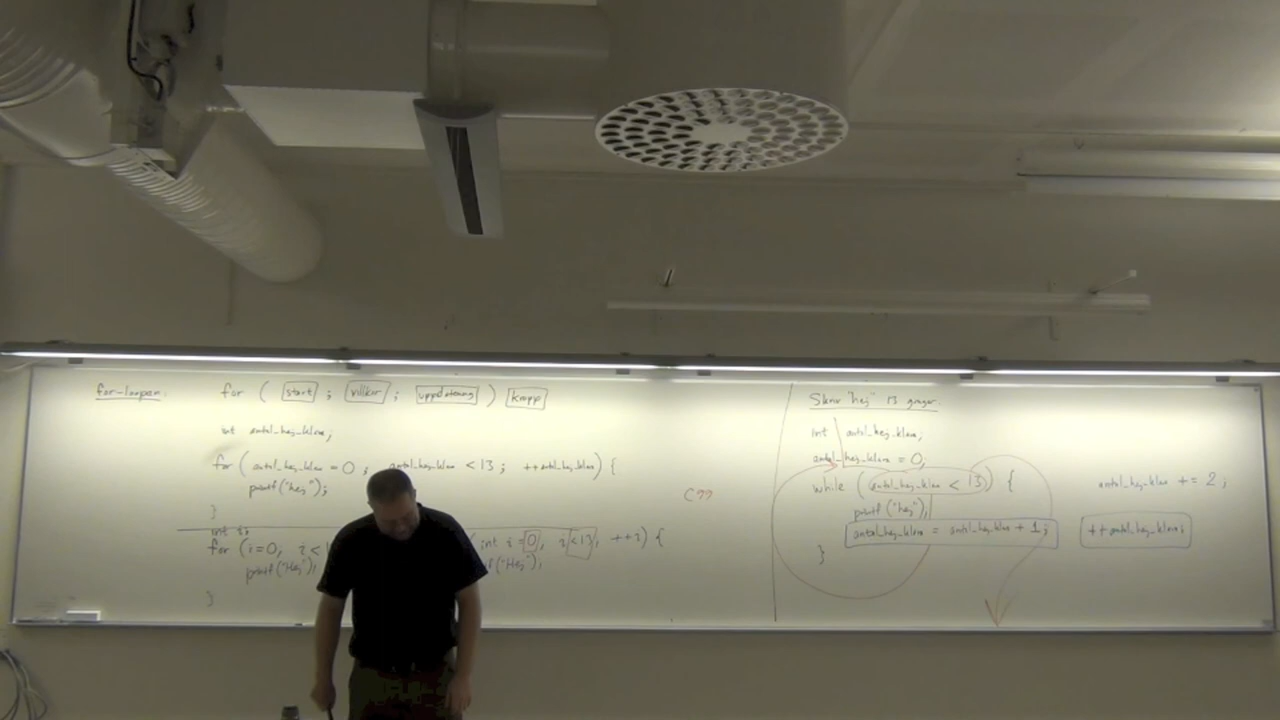 for-loopen:
for ( start ; villkor ; uppdatering ) kropp
int antal_hej_klara;
for ( antal_hej_klara = 0 ; antal_hej_klara < 13 ; ++antal_hej_klara) {
printf("hej");
}
int i;
for (i=0; i<1
printf("Hej");
}
(int i=0; i<13; ++i) {
f("Hej");
C99
Skriv "hej" 13 gånger.
int antal_hej_klara;
antal_hej_klara = 0;
while (antal_hej_klara < 13) {
printf("hej");
antal_hej_klara = antal_hej_klara + 1;
}
antal_hej_klara += 2;
++antal_hej_klara;